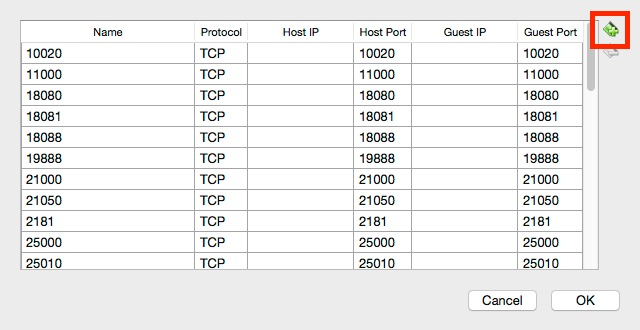 Name Protocol Host IP Host Port Guest IP Guest Port
10020 TCP 10020 10020
11000 TCP 11000 11000
18080 TCP 18080 18080
18081 TCP 18081 18081
18088 TCP 18088 18088
19888 TCP 19888 19888
21000 TCP 21000 21000
21050 TCP 21050 21050
2181 TCP 2181 2181
25000 TCP 25000 25000
25010 TCP 25010 25010
Cancel OK